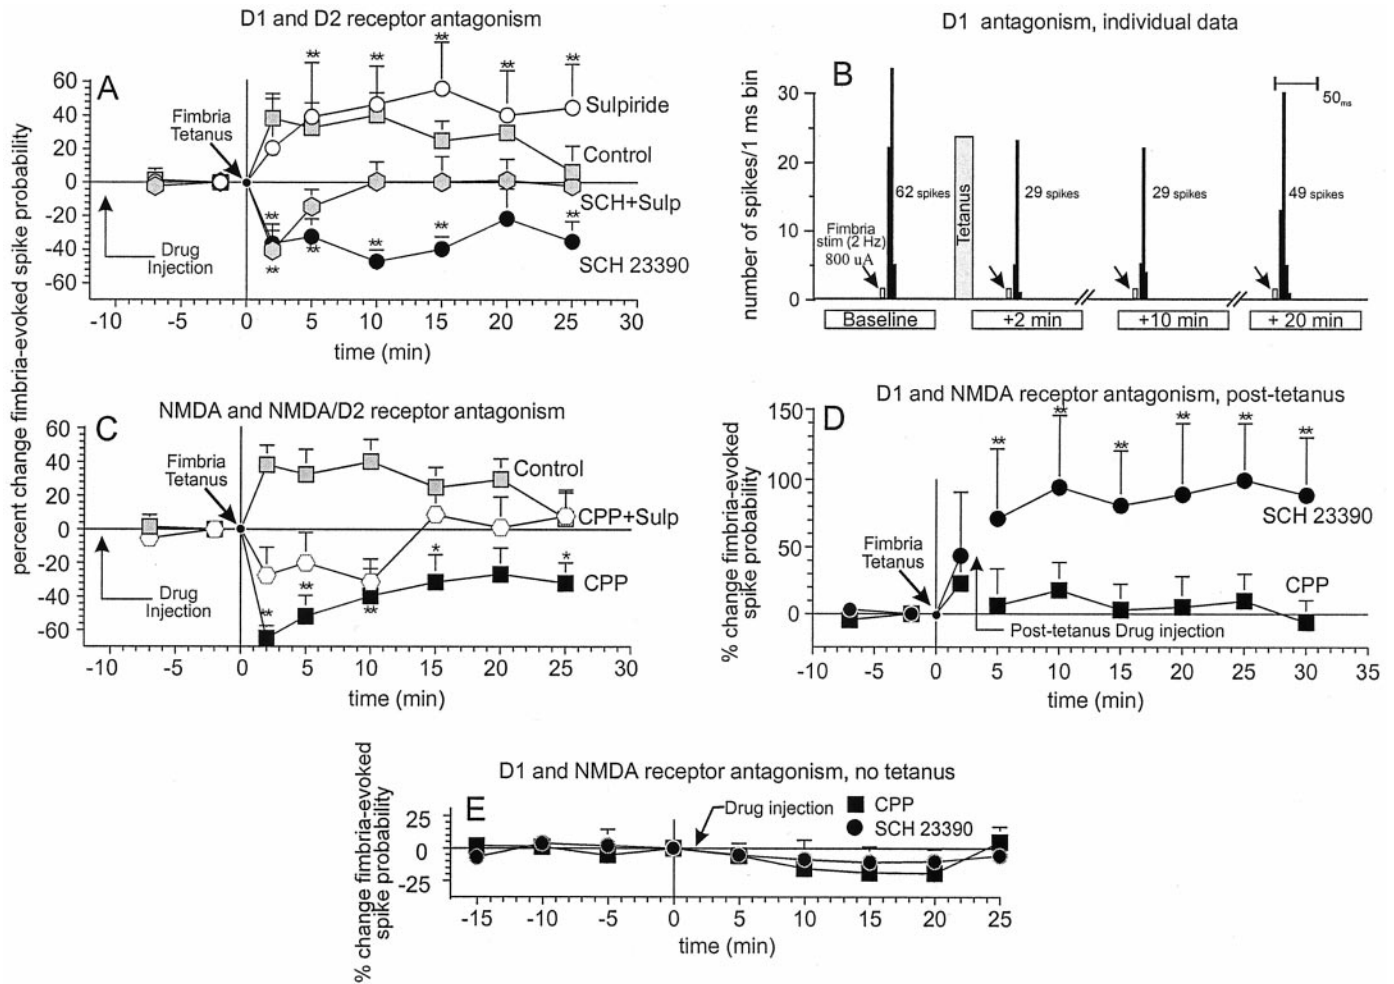 D1 and D2 receptor antagonism
D1 antagonism, individual data
percent change fimbria-evoked spike probability
A
60
40
20
0
-20
-40
-60
Fimbria
Tetanus
**
**
**
**
**
Sulpiride
Control
SCH+Sulp
SCH 23390
**
**
**
**
**
**
Drug
Injection
-10
-5
0
5
10
15
20
25
30
time (min)
B
number of spikes/1 ms bin
30
20
10
0
62 spikes
Fimbria
stim (2 Hz)
800 uA
Tetanus
29 spikes
29 spikes
49 spikes
50ms
Baseline
+2 min
+10 min
+ 20 min
NMDA and NMDA/D2 receptor antagonism
C
60
40
20
0
-20
-40
-60
Fimbria
Tetanus
Control
CPP+Sulp
CPP
**
**
**
*
*
Drug
Injection
-10
-5
0
5
10
15
20
25
30
time (min)
D1 and NMDA receptor antagonism, post-tetanus
D
% change fimbria-evoked
spike probability
150
100
50
0
Fimbria
Tetanus
**
**
**
**
**
**
SCH 23390
CPP
Post-tetanus Drug injection
-10
-5
0
5
10
15
20
25
30
35
time (min)
D1 and NMDA receptor antagonism, no tetanus
E
% change fimbria-evoked
spike probability
25
0
-25
Drug injection
CPP
SCH 23390
-15
-10
-5
0
5
10
15
20
25
time (min)